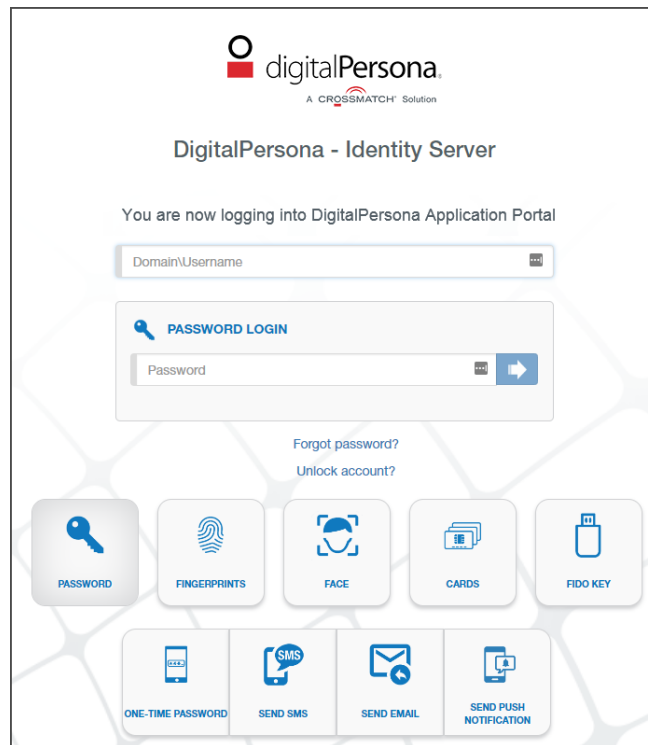 digitalPersona®
A CROSSMATCH® Solution
DigitalPersona - Identity Server
You are now logging into DigitalPersona Application Portal
Domain\Username
PASSWORD LOGIN
Password
Forgot password?
Unlock account?
PASSWORD
FINGERPRINTS
FACE
CARDS
FIDO KEY
SMS
ONE-TIME PASSWORD
SEND SMS
SEND EMAIL
SEND PUSH
NOTIFICATION